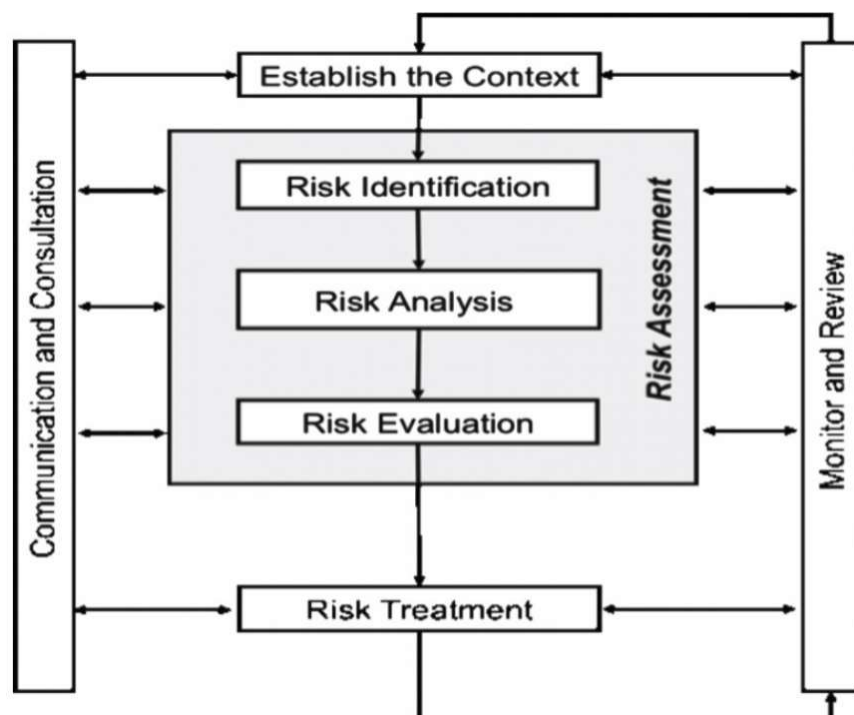 Establish the Context
Risk Identification
Risk Analysis
Risk Evaluation
Risk Assessment
Risk Treatment
Communication and Consultation
Monitor and Review